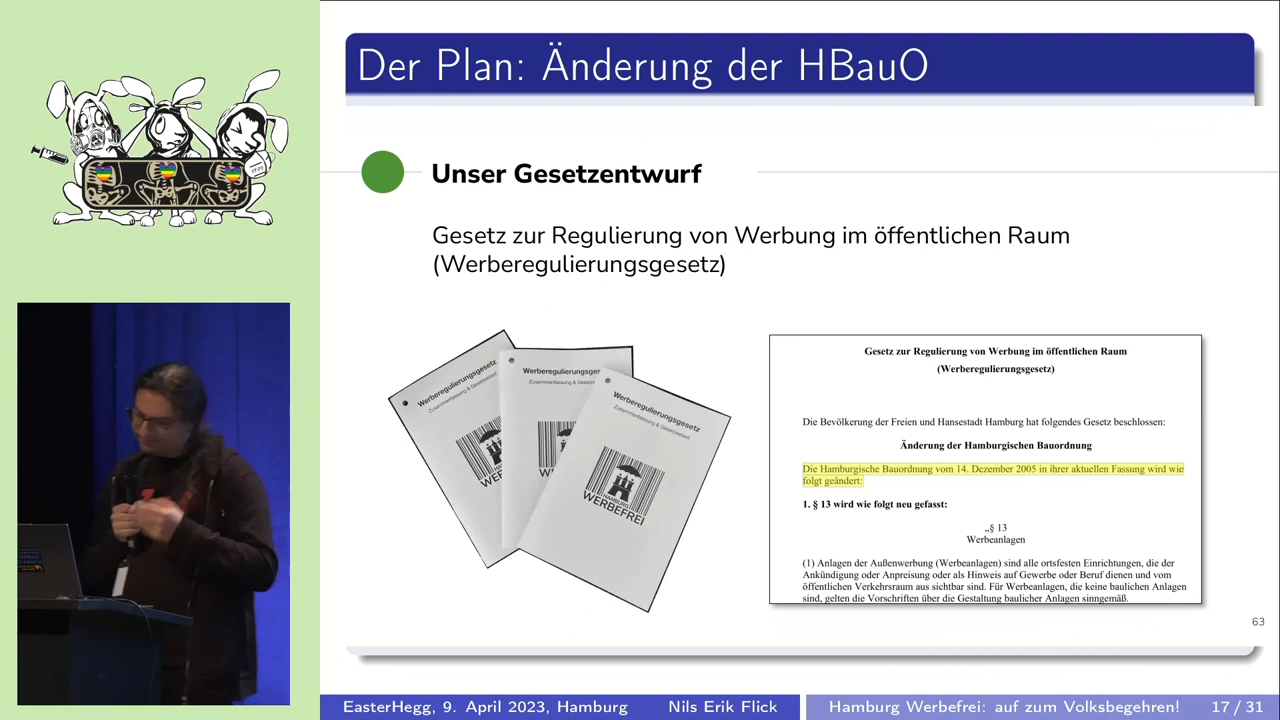 Der Plan: Änderung der HBauO
Unser Gesetzentwurf
Gesetz zur Regulierung von Werbung im öffentlichen Raum
(Werberegulierungsgesetz)
Werberegulierungsgesetz
Zusammenfassung & Gesetzestext
Werberegulierungsgesetz
Zusammenfassung & Gesetzestext
HAMBURG
WERBEFREI
Gesetz zur Regulierung von Werbung im öffentlichen Raum
(Werberegulierungsgesetz)
Die Bevölkerung der Freien und Hansestadt Hamburg hat folgendes Gesetz beschlossen:
Änderung der Hamburgischen Bauordnung
Die Hamburgische Bauordnung vom 14. Dezember 2005 in ihrer aktuellen Fassung wird wie
folgt geändert:
1. § 13 wird wie folgt neu gefasst:
„§ 13
Werbeanlagen
(1) Anlagen der Außenwerbung (Werbeanlagen) sind alle ortsfesten Einrichtungen, die der
Ankündigung oder Anpreisung oder als Hinweis auf Gewerbe oder Beruf dienen und vom
öffentlichen Verkehrsraum aus sichtbar sind. Für Werbeanlagen, die keine baulichen Anlagen
sind, gelten die Vorschriften über die Gestaltung baulicher Anlagen sinngemäß.
63
EasterHegg, 9. April 2023, Hamburg
Nils Erik Flick
Hamburg Werbefrei: auf zum Volksbegehren!
17 / 31